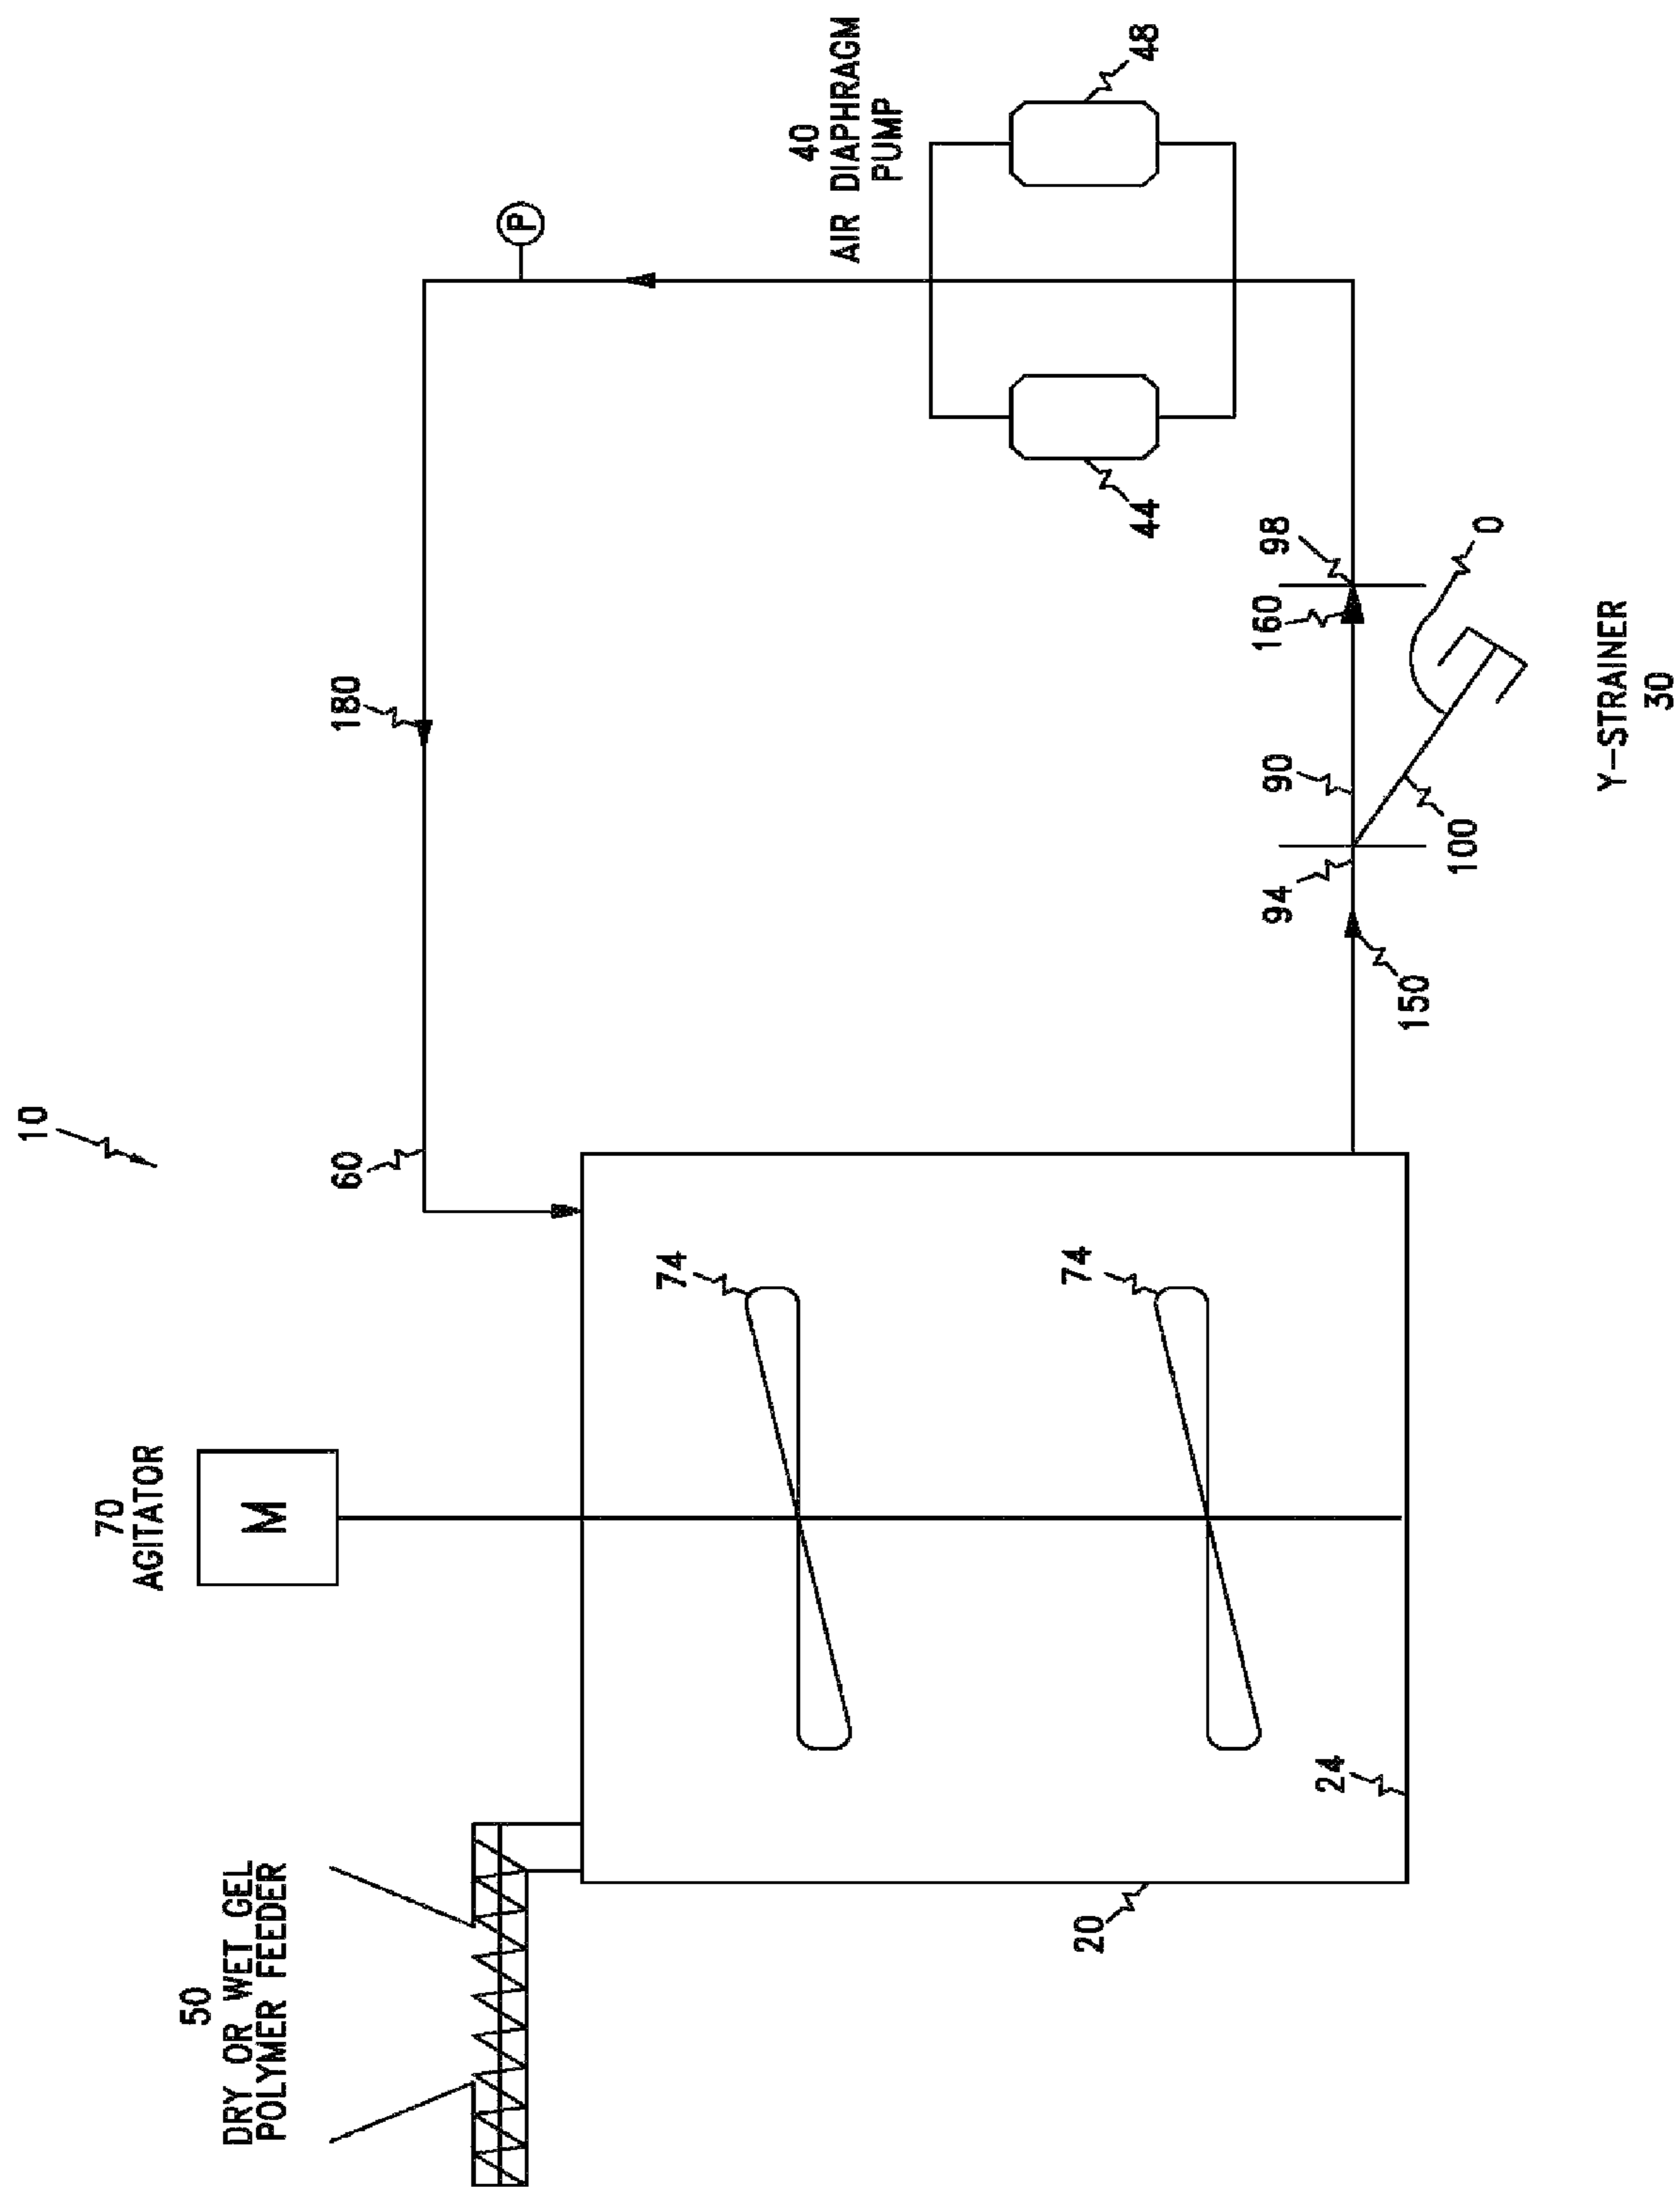 10
50
DRY OR WET GEL
POLYMER FEEDER
70
AGITATOR
M
60
180
P
40
AIR DIAPHRAGM
PUMP
48
44
74
74
20
24
94
90
160
98
150
100
0
Y-STRAINER
30